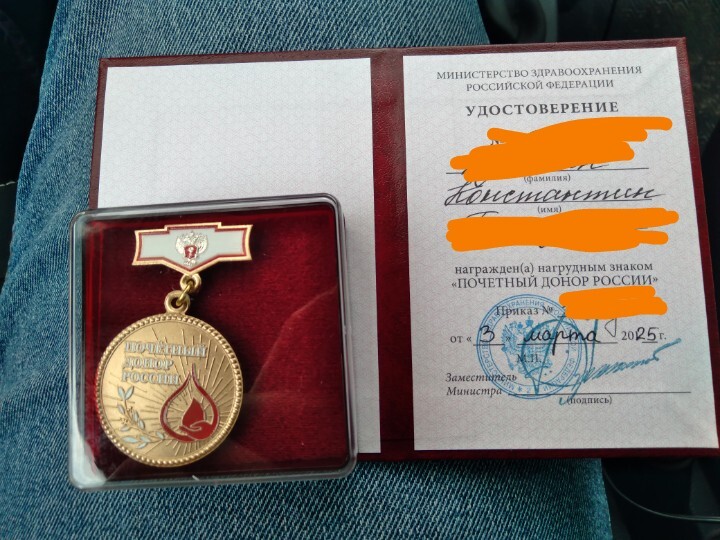 ПОЧЕТНЫЙ
ДОНОР
РОССИИ
МИНИСТЕРСТВО ЗДРАВООХРАНЕНИЯ
РОССИЙСКОЙ ФЕДЕРАЦИИ
УДОСТОВЕРЕНИЕ
(фамилия)
Константин
(имя)
награжден(а) нагрудным знаком
«ПОЧЕТНЫЙ ДОНОР РОССИИ»
Приказ №
от « 3 » марта 2025г.
М.П.
Заместитель
Министра
(подпись)